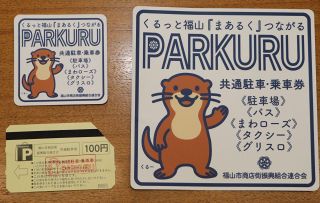 くるっと福山『まあるく』つながる
PARKURU
共通駐車・乗車券
《駐車場》
《バス》
《まわローズ》
《タクシー》
《グリスロ》
福山市商店街振興組合連合会
くるっと福山『まあるく』つながる
PARKURU
共通駐車・乗車券
《駐車場》
《バス》
《まわローズ》
《タクシー》
《グリスロ》
くるー
福山市商店街振興組合連合会
P
100円